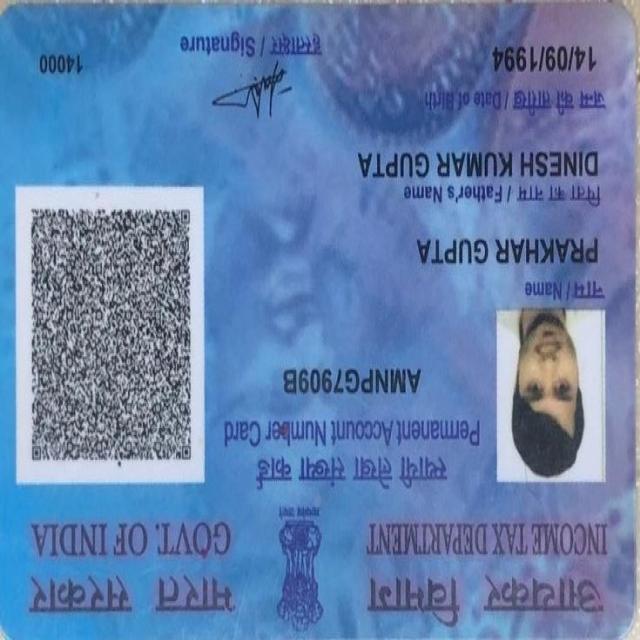 आयकर विभाग
INCOME TAX DEPARTMENT
भारत सरकार
GOVT. OF INDIA
सत्यमेव जयते
स्थायी लेखा संख्या कार्ड
Permanent Account Number Card
AMNPG7909B
नाम / Name
PRAKHAR GUPTA
पिता का नाम / Father's Name
DINESH KUMAR GUPTA
जन्म की तारीख / Date of Birth
14/09/1994
हस्ताक्षर / Signature
14000